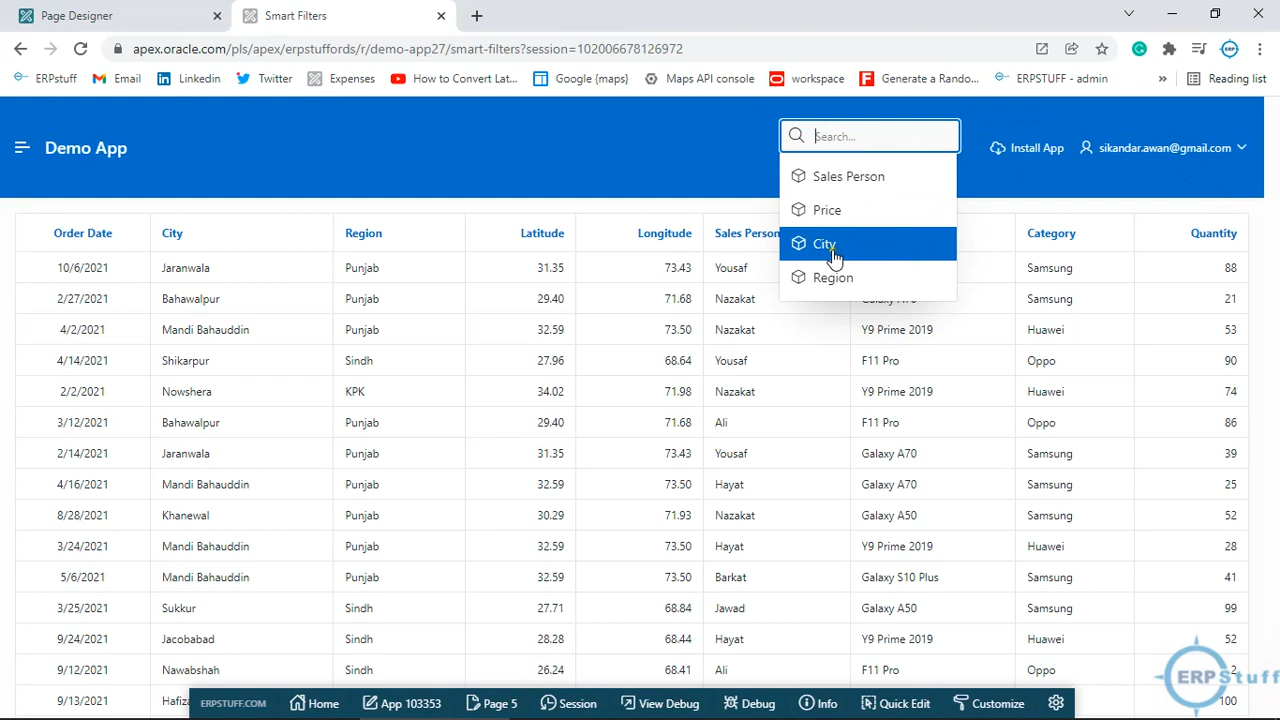 Page Designer
Smart Filters
apex.oracle.com/pls/apex/erpstuffords/r/demo-app27/smart-filters?session=102006678126972
ERPstuff Email Linkedin Twitter Expenses How to Convert Lat... Google {maps} Maps API console workspace Generate a Rando... ERPSTUFF - admin » Reading list
Demo App
Search...
Install App
sikandar.awan@gmail.com
Sales Person
Price
City
Region
Order Date City Region Latitude Longitude Sales Person Category Quantity
10/6/2021 Jaranwala Punjab 31.35 73.43 Yousaf Samsung 88
2/27/2021 Bahawalpur Punjab 29.40 71.68 Nazakat Galaxy A70 Samsung 21
4/2/2021 Mandi Bahauddin Punjab 32.59 73.50 Nazakat Y9 Prime 2019 Huawei 53
4/14/2021 Shikarpur Sindh 27.96 68.64 Yousaf F11 Pro Oppo 90
2/2/2021 Nowshera KPK 34.02 71.98 Nazakat Y9 Prime 2019 Huawei 74
3/12/2021 Bahawalpur Punjab 29.40 71.68 Ali F11 Pro Oppo 86
2/14/2021 Jaranwala Punjab 31.35 73.43 Yousaf Galaxy A70 Samsung 39
4/16/2021 Mandi Bahauddin Punjab 32.59 73.50 Hayat Galaxy A70 Samsung 25
8/28/2021 Khanewal Punjab 30.29 71.93 Nazakat Galaxy A50 Samsung 52
3/24/2021 Mandi Bahauddin Punjab 32.59 73.50 Hayat Y9 Prime 2019 Huawei 28
5/6/2021 Mandi Bahauddin Punjab 32.59 73.50 Barkat Galaxy S10 Plus Samsung 41
3/25/2021 Sukkur Sindh 27.71 68.84 Jawad Galaxy A50 Samsung 99
9/24/2021 Jacobabad Sindh 28.28 68.44 Hayat Y9 Prime 2019 Huawei 52
9/12/2021 Nawabshah Sindh 26.24 68.41 Ali F11 Pro Oppo
9/13/2021 100
ERPStuff
ERPSTUFF.COM Home App 103353 Page 5 Session View Debug Debug Info Quick Edit Customize